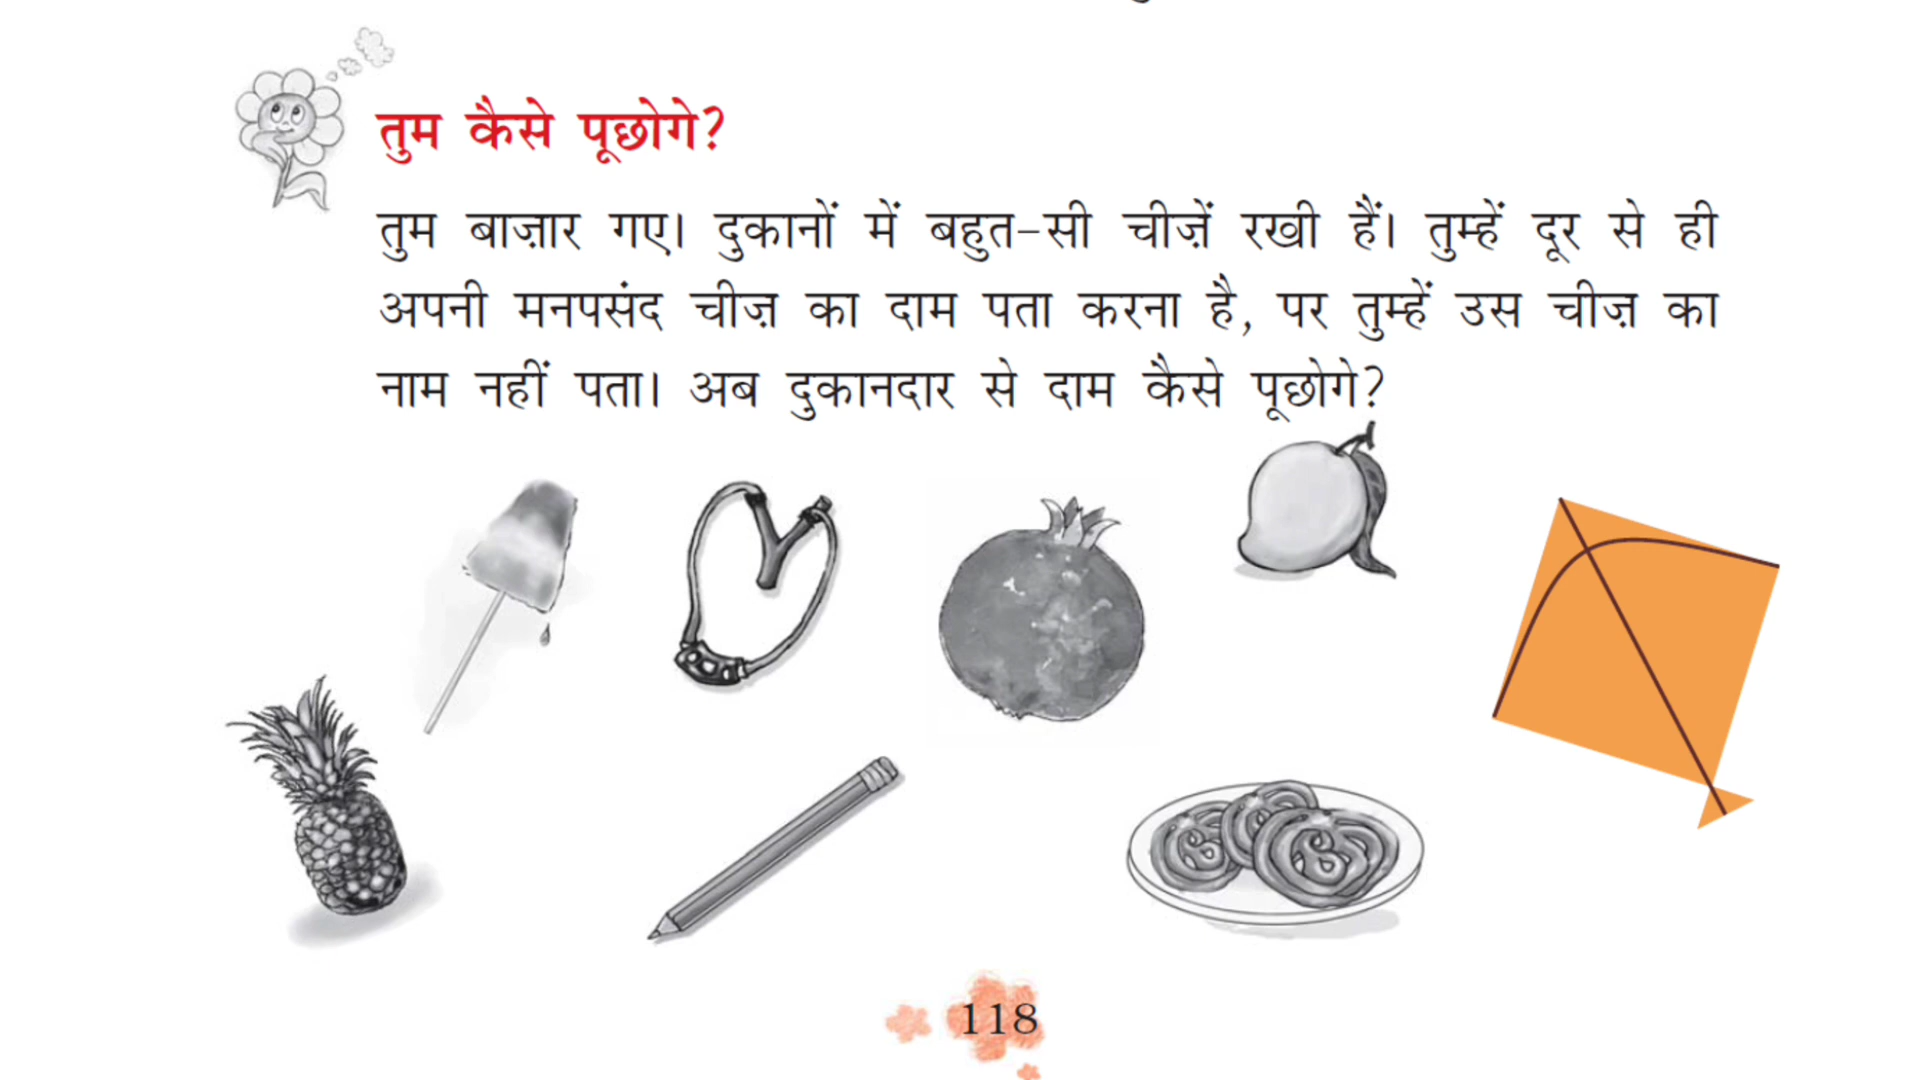 तुम कैसे पूछोगे?
तुम बाज़ार गए। दुकानों में बहुत-सी चीज़ें रखी हैं। तुम्हें दूर से ही
अपनी मनपसंद चीज़ का दाम पता करना है, पर तुम्हें उस चीज़ का
नाम नहीं पता। अब दुकानदार से दाम कैसे पूछोगे?
118